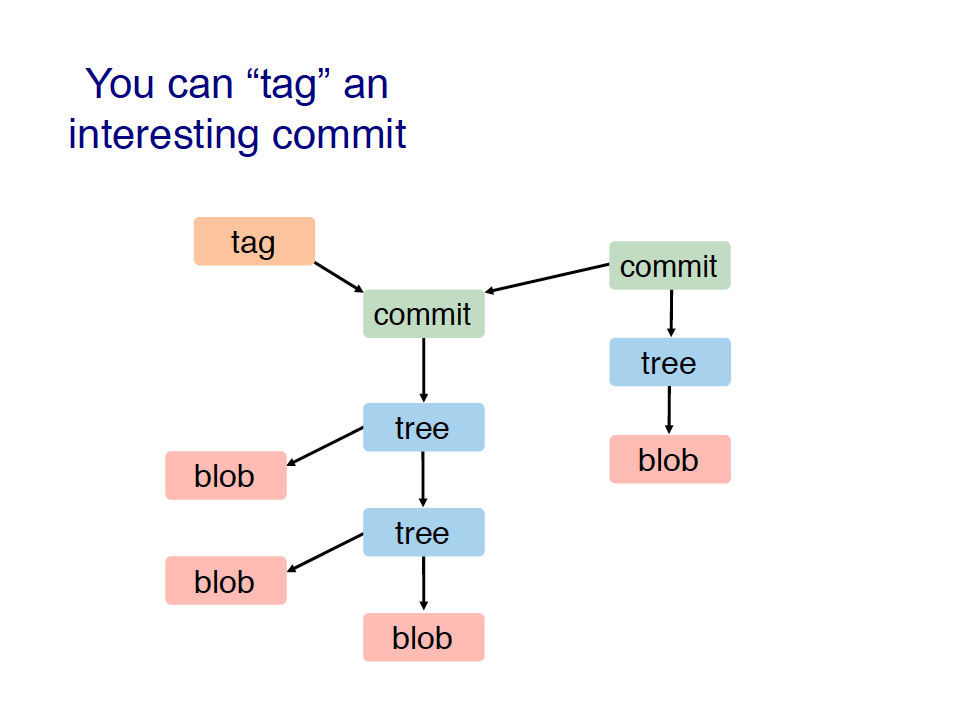 You can “tag” an
interesting commit
tag
commit
commit
tree
tree
blob
blob
tree
blob
blob